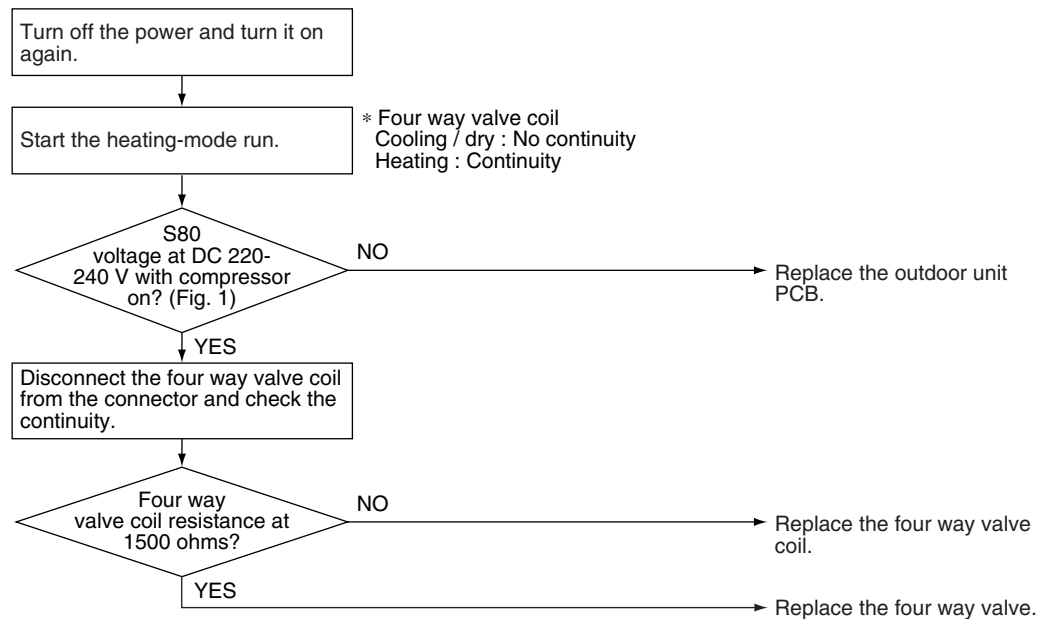 Turn off the power and turn it on
again.
Start the heating-mode run.
* Four way valve coil
Cooling / dry : No continuity
Heating : Continuity
S80
voltage at DC 220-
240 V with compressor
on? (Fig. 1)
NO
Replace the outdoor unit
PCB.
YES
Disconnect the four way valve coil
from the connector and check the
continuity.
Four way
valve coil resistance at
1500 ohms?
NO
Replace the four way valve
coil.
YES
Replace the four way valve.